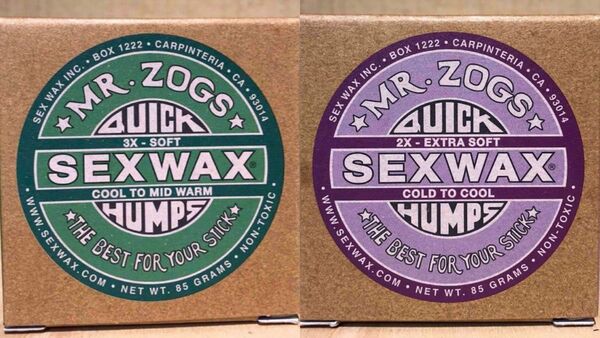 SEX WAX INC. • BOX 1222 • CARPINTERIA, • CA • 93014
MR. ZOGS
QUICK
3X - SOFT
SEXWAX®
COOL TO MID WARM
HUMPS
THE BEST FOR YOUR STICK
• WWW.SEXWAX.COM • NET WT. 85 GRAMS • NON-TOXIC •
SEX WAX INC. • BOX 1222 • CARPINTERIA, • CA • 93014
MR. ZOGS
QUICK
2X - EXTRA SOFT
SEXWAX®
COLD TO COOL
HUMPS
THE BEST FOR YOUR STICK
• WWW.SEXWAX.COM • NET WT. 85 GRAMS • NON-TOXIC •